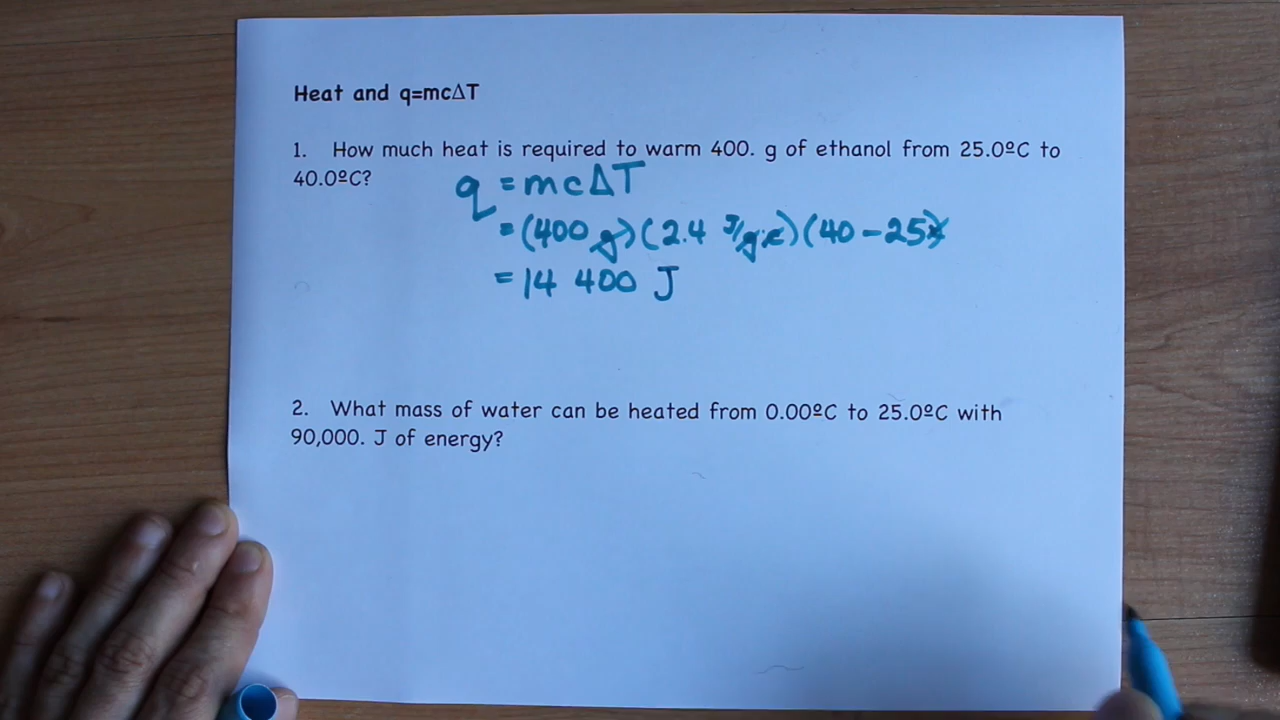 Heat and q=mcΔT
1. How much heat is required to warm 400. g of ethanol from 25.0ºC to
40.0ºC?
q = mcΔT
= (400 g)(2.4 J/g·c)(40 - 25)
= 14 400 J
2. What mass of water can be heated from 0.00ºC to 25.0ºC with
90,000. J of energy?